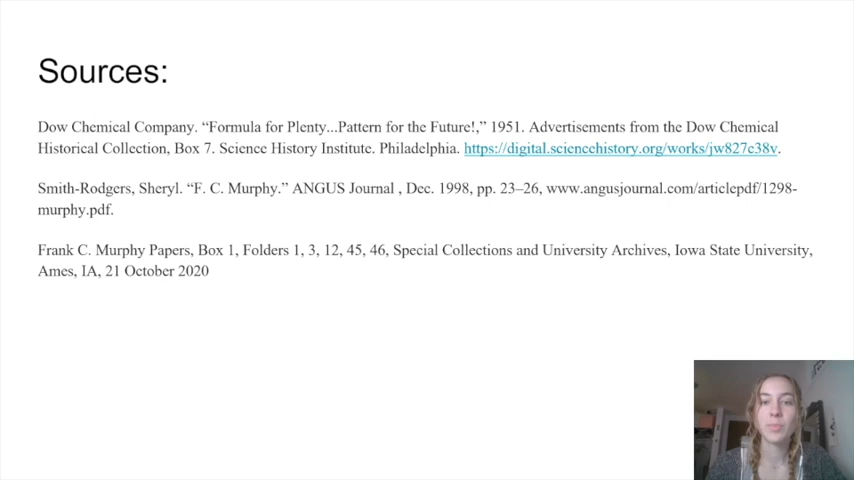 Sources:
Dow Chemical Company. “Formula for Plenty...Pattern for the Future!,” 1951. Advertisements from the Dow Chemical
Historical Collection, Box 7. Science History Institute. Philadelphia. https://digital.sciencehistory.org/works/jw827c38v.
Smith-Rodgers, Sheryl. “F. C. Murphy.” ANGUS Journal , Dec. 1998, pp. 23–26, www.angusjournal.com/articlepdf/1298-
murphy.pdf.
Frank C. Murphy Papers, Box 1, Folders 1, 3, 12, 45, 46, Special Collections and University Archives, Iowa State University,
Ames, IA, 21 October 2020